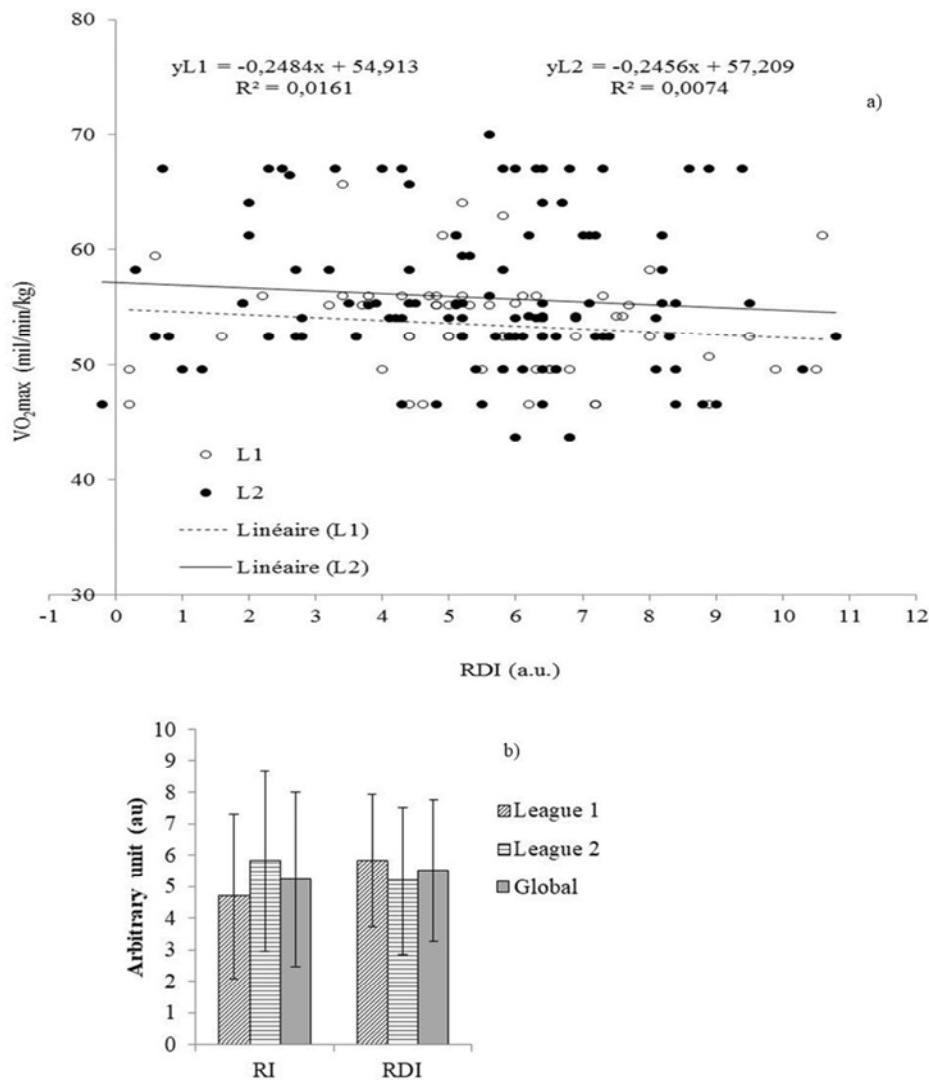 80
yL1 = -0,2484x + 54,913
R² = 0,0161
yL2 = -0,2456x + 57,209
R² = 0,0074
a)
70
60
50
40
30
VO₂max (mil/min/kg)
L1
L2
Linéaire (L1)
Linéaire (L2)
-1 0 1 2 3 4 5 6 7 8 9 10 11 12
RDI (a.u.)
b)
10
9
8
7
6
5
4
3
2
1
0
Arbitrary unit (au)
League 1
League 2
Global
RI RDI